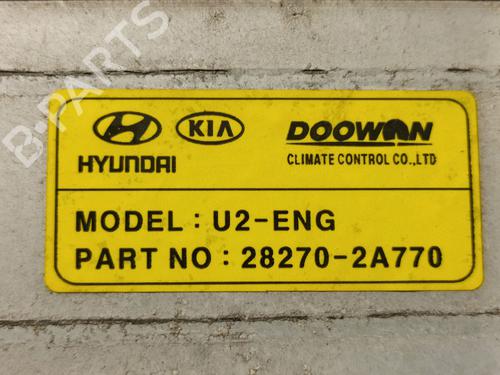 B-PARTS
HYUNDAI
KIA
DOOWON
CLIMATE CONTROL CO.,LTD
MODEL : U2-ENG
PART NO : 28270-2A770